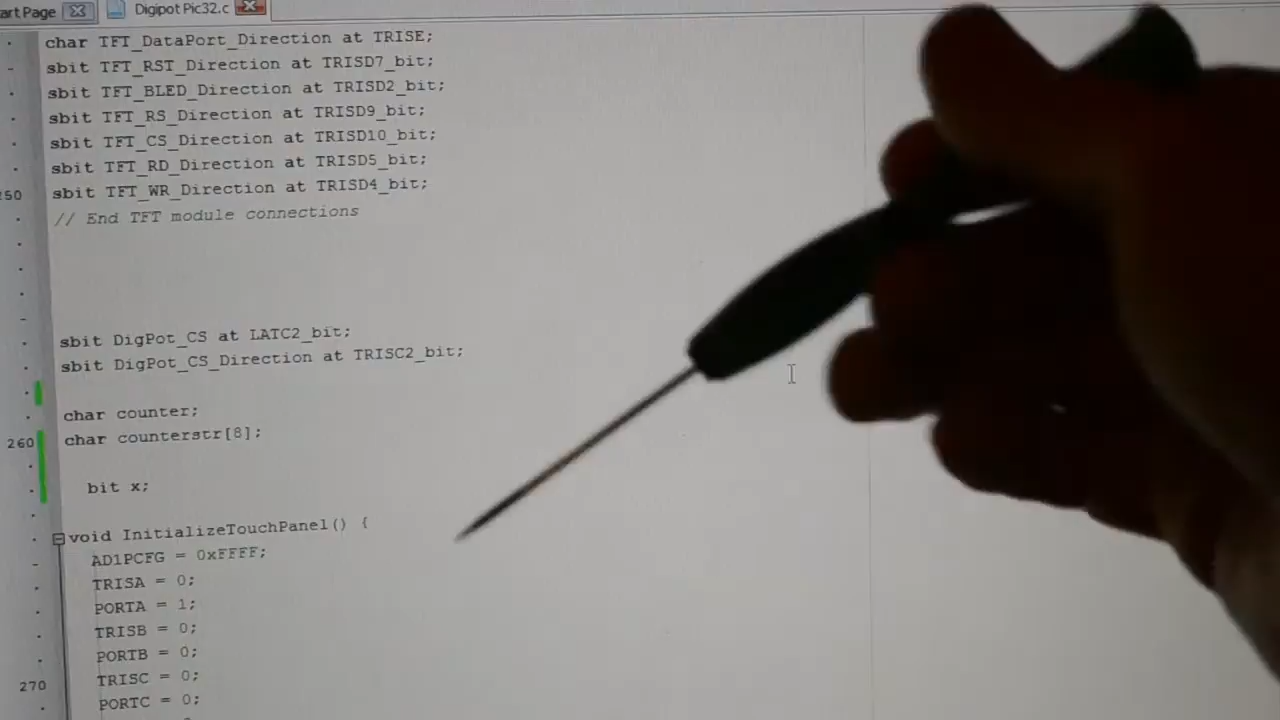 art Page Digipot Pic32.c
char TFT_DataPort_Direction at TRISE;
sbit TFT_RST_Direction at TRISD7_bit;
sbit TFT_BLED_Direction at TRISD2_bit;
sbit TFT_RS_Direction at TRISD9_bit;
sbit TFT_CS_Direction at TRISD10_bit;
sbit TFT_RD_Direction at TRISD5_bit;
250 sbit TFT_WR_Direction at TRISD4_bit;
// End TFT module connections
sbit DigPot_CS at LATC2_bit;
sbit DigPot_CS_Direction at TRISC2_bit;
char counter;
260 char counterstr[8];
bit x;
void InitializeTouchPanel() {
AD1PCFG = 0xFFFF;
TRISA = 0;
PORTA = 1;
TRISB = 0;
PORTB = 0;
270 TRISC = 0;
PORTC = 0;